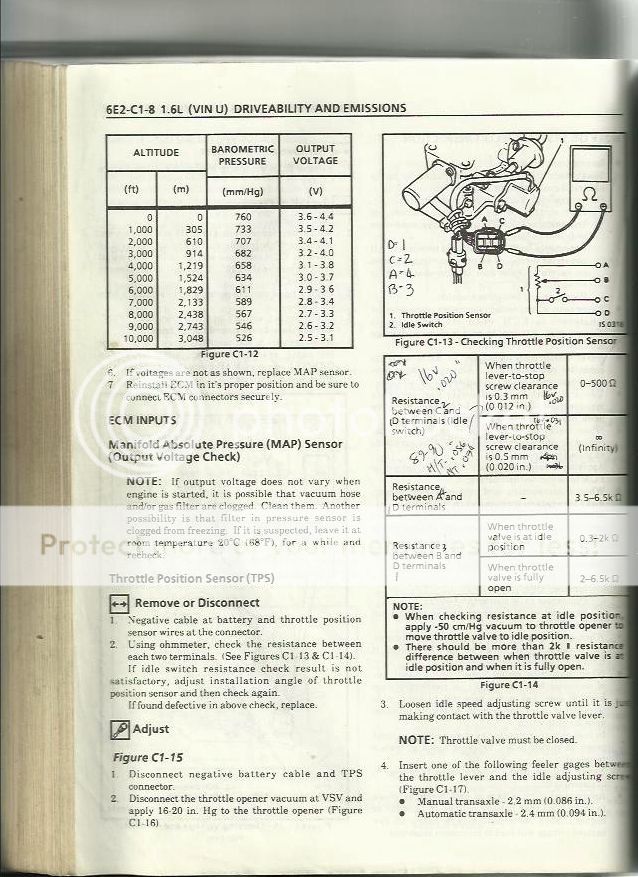 6E2-C1-8 1.6L (VIN U) DRIVEABILITY AND EMISSIONS
ALTITUDE BAROMETRIC PRESSURE OUTPUT VOLTAGE
(ft) (m) (mm/Hg) (V)
0 0 760 3.6 - 4.4
1,000 305 733 3.5 - 4.2
2,000 610 707 3.4 - 4.1
3,000 914 682 3.2 - 4.0
4,000 1,219 658 3.1 - 3.8
5,000 1,524 634 3.0 - 3.7
6,000 1,829 611 2.9 - 3.6
7,000 2,133 589 2.8 - 3.4
8,000 2,438 567 2.7 - 3.3
9,000 2,743 546 2.6 - 3.2
10,000 3,048 526 2.5 - 3.1
Figure C1-12
6. If voltages are not as shown, replace MAP sensor.
7. Reinstall ECM in it's proper position and be sure to
connect ECM connectors securely.
ECM INPUTS
Manifold Absolute Pressure (MAP) Sensor
(Output Voltage Check)
NOTE: If output voltage does not vary when
engine is started, it is possible that vacuum hose
and/or gas filter are clogged. Clean them. Another
possibility is that filter in pressure sensor is
clogged from freezing. If it is suspected, leave it at
room temperature 20°C (68°F), for a while and
recheck.
Throttle Position Sensor (TPS)
Remove or Disconnect
1. Negative cable at battery and throttle position
sensor wires at the connector.
2. Using ohmmeter, check the resistance between
each two terminals. (See Figures C1-13 & C1-14).
If idle switch resistance check result is not
satisfactory, adjust installation angle of throttle
position sensor and then check again.
If found defective in above check, replace.
Adjust
Figure C1-15
1. Disconnect negative battery cable and TPS
connector.
2. Disconnect the throttle opener vacuum at VSV and
apply 16-20 in. Hg to the throttle opener (Figure
C1-16).
1
Ω
A C
B D
D=1
C=2
A=4
B=3
A
B
C
D
1
2
1. Throttle Position Sensor
2. Idle Switch
Figure C1-13 - Checking Throttle Position Sensor
16V .020"
Resistance
between C and
D terminals (Idle
switch)
2
1
89-90
M/T .086
AT .094
When throttle
lever-to-stop
screw clearance
is 0.3 mm
(0.012 in.)
16v .020
0-500 Ω
When throttle
lever-to-stop
screw clearance
is 0.5 mm
(0.020 in.)
∞
(Infinity)
Resistance
between A and
D terminals
4
1
-
3.5-6.5k Ω
Resistance
between B and
D terminals
3
1
When throttle
valve is at idle
position
0.3-2k Ω
When throttle
valve is fully
open
2-6.5k Ω
NOTE:
● When checking resistance at idle position,
apply -50 cm/Hg vacuum to throttle opener to
move throttle valve to idle position.
● There should be more than 2k resistance
difference between when throttle valve is at
idle position and when it is fully open.
Figure C1-14
3. Loosen idle speed adjusting screw until it is
making contact with the throttle valve lever.
NOTE: Throttle valve must be closed.
4. Insert one of the following feeler gages
the throttle lever and the idle adjusting
(Figure C1-17).
● Manual transaxle - 2.2 mm (0.086 in.).
● Automatic transaxle - 2.4 mm (0.094 in.).